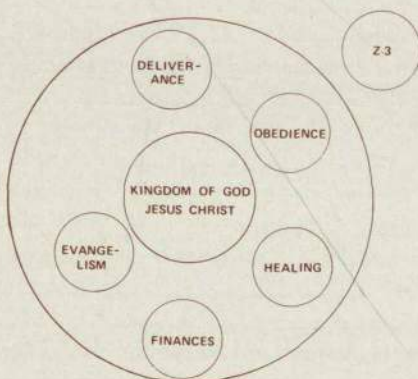 Z-3
DELIVER-
ANCE
OBEDIENCE
KINGDOM OF GOD
JESUS CHRIST
EVANGE-
LISM
HEALING
FINANCES